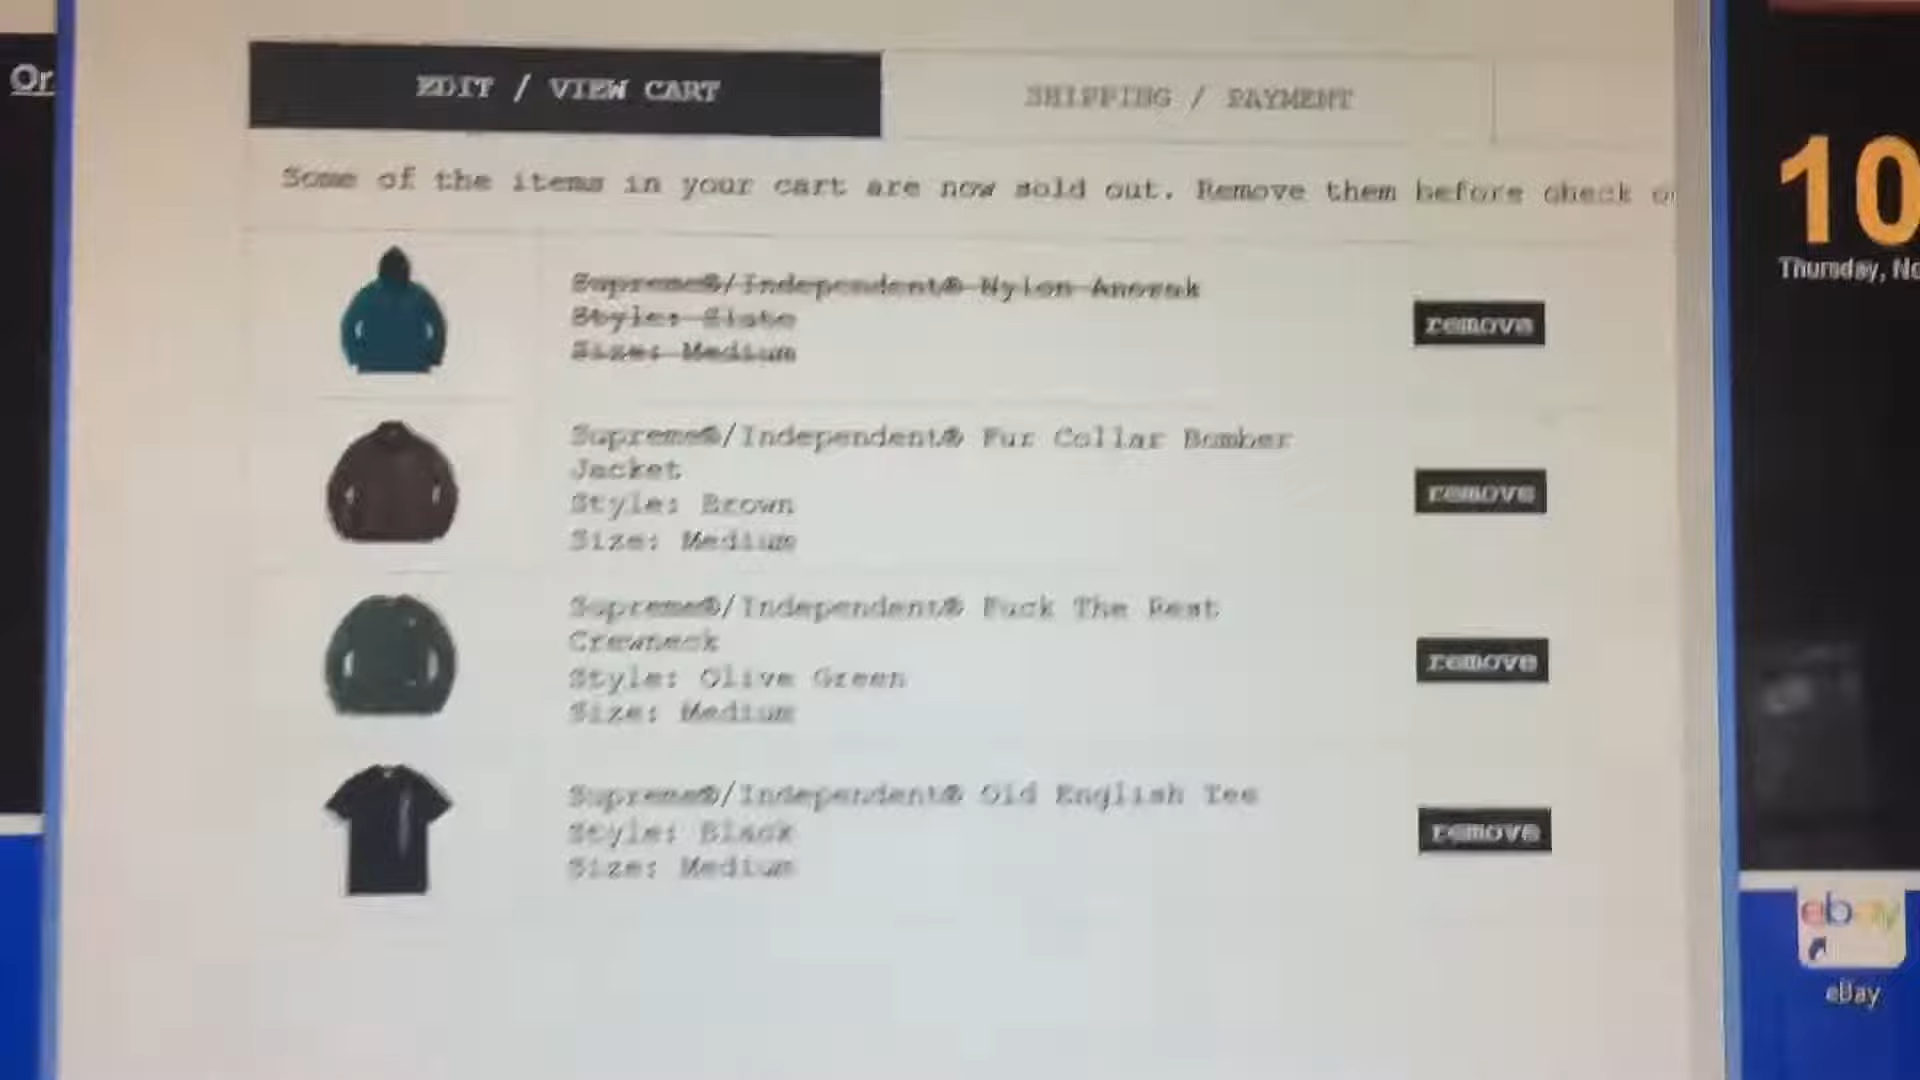 Or
EDIT / VIEW CART
SHIPPING / PAYMENT
Some of the items in your cart are now sold out. Remove them before check
Supreme®/Independent® Nylon Anorak
Style: Slate
Size: Medium
remove
Supreme®/Independent® Fur Collar Bomber
Jacket
Style: Brown
Size: Medium
remove
Supreme®/Independent® Fuck The Rest
Crewneck
Style: Olive Green
Size: Medium
remove
Supreme®/Independent® Old English Tee
Style: Black
Size: Medium
remove
10
Thursday, No
ebay
eBay